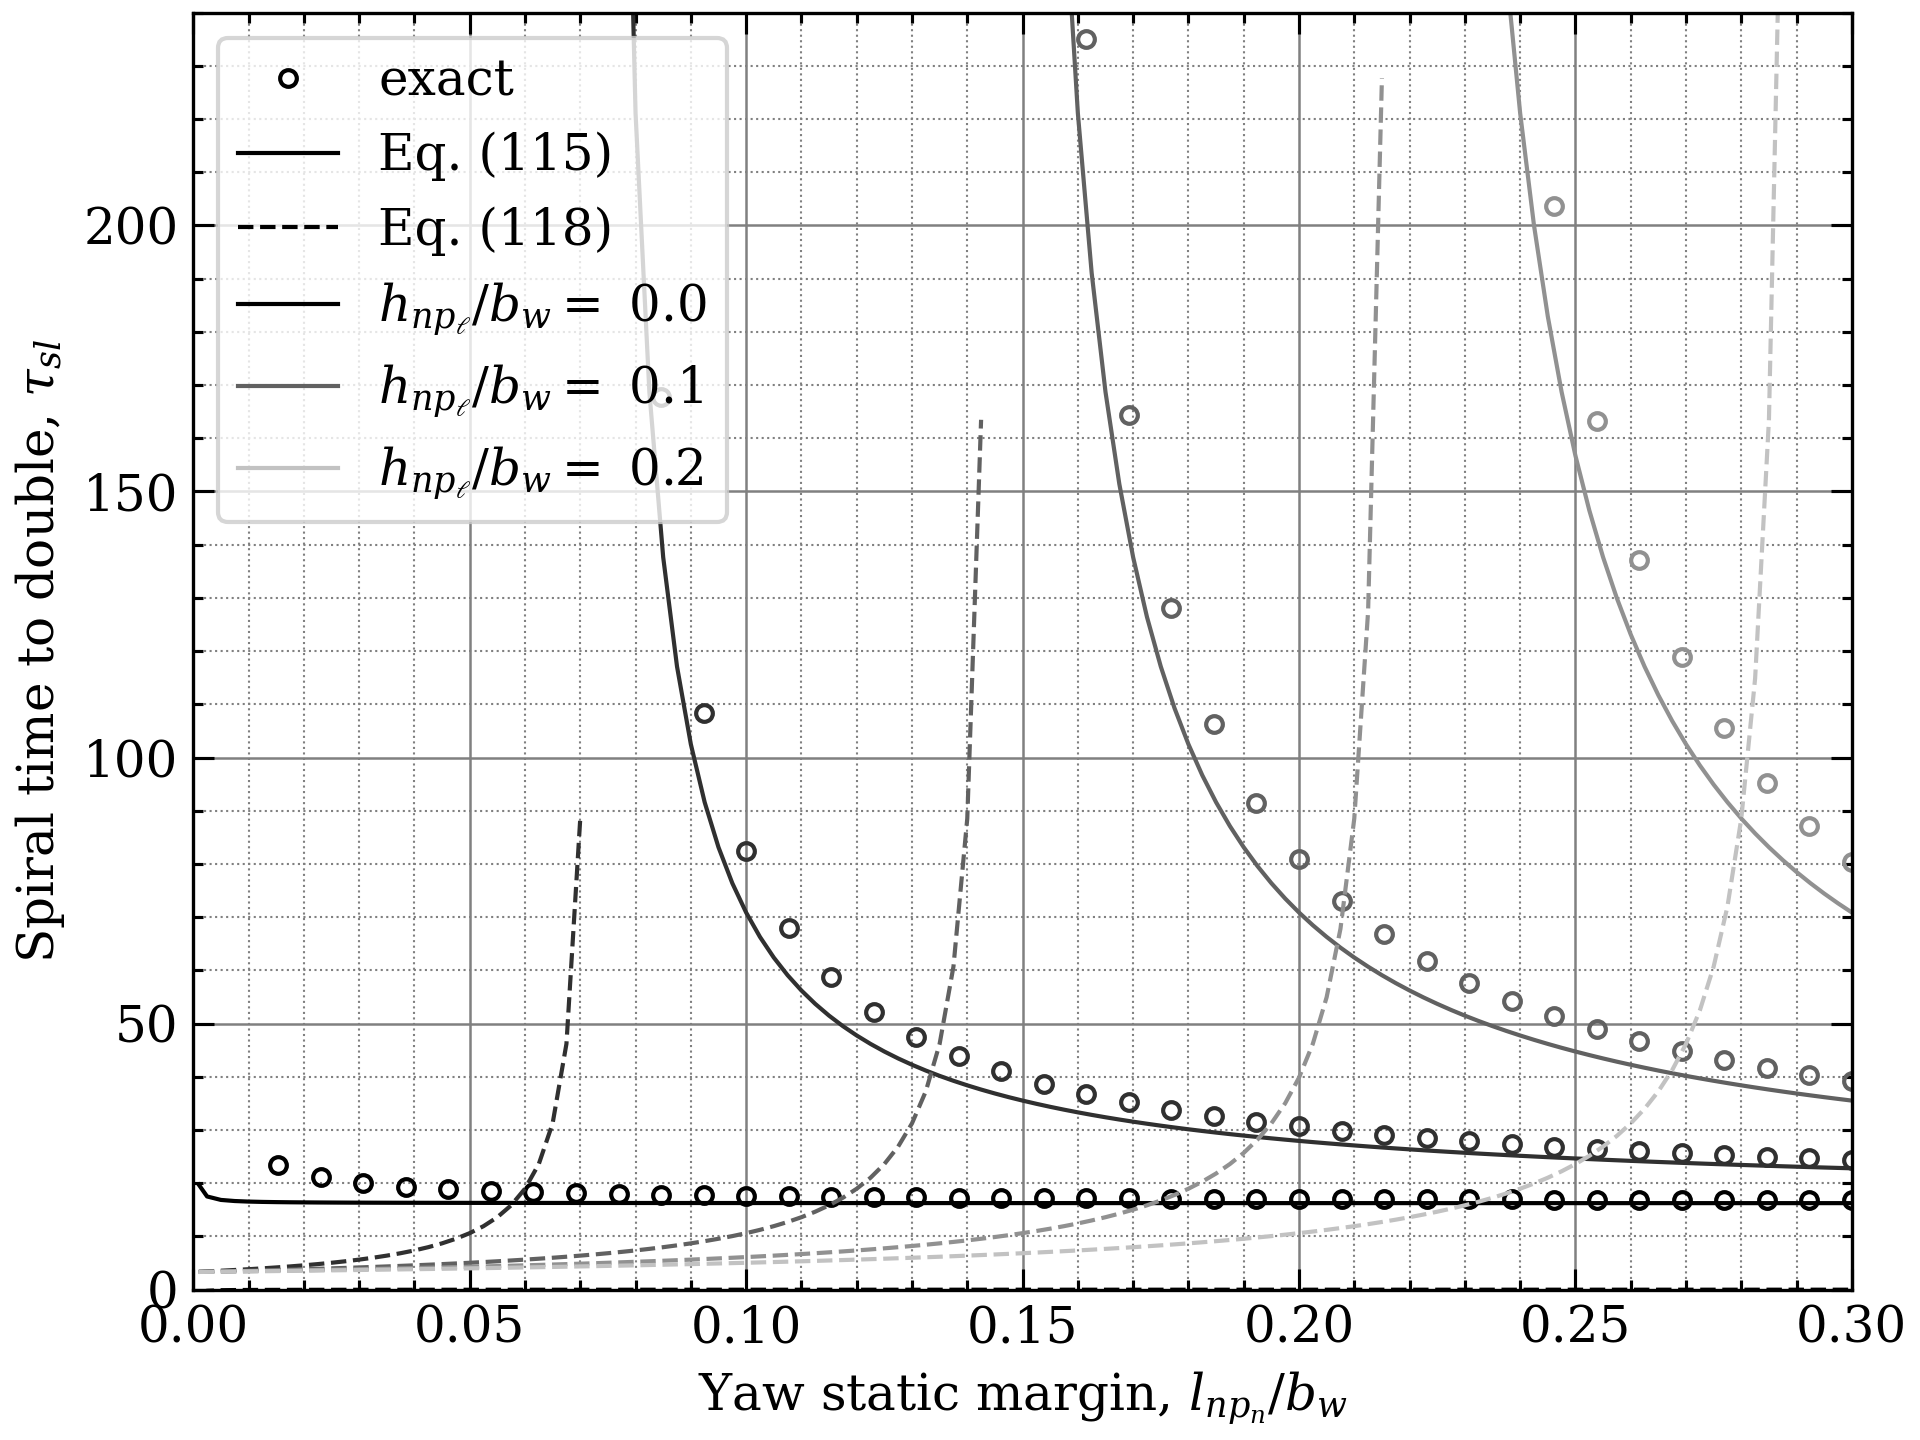 exact
Eq. (115)
Eq. (118)
h_{np_ℓ}/b_w = 0.0
h_{np_ℓ}/b_w = 0.1
h_{np_ℓ}/b_w = 0.2
200
150
100
50
0
Spiral time to double, τ_{sl}
0.00 0.05 0.10 0.15 0.20 0.25 0.30
Yaw static margin, l_{np_n}/b_w